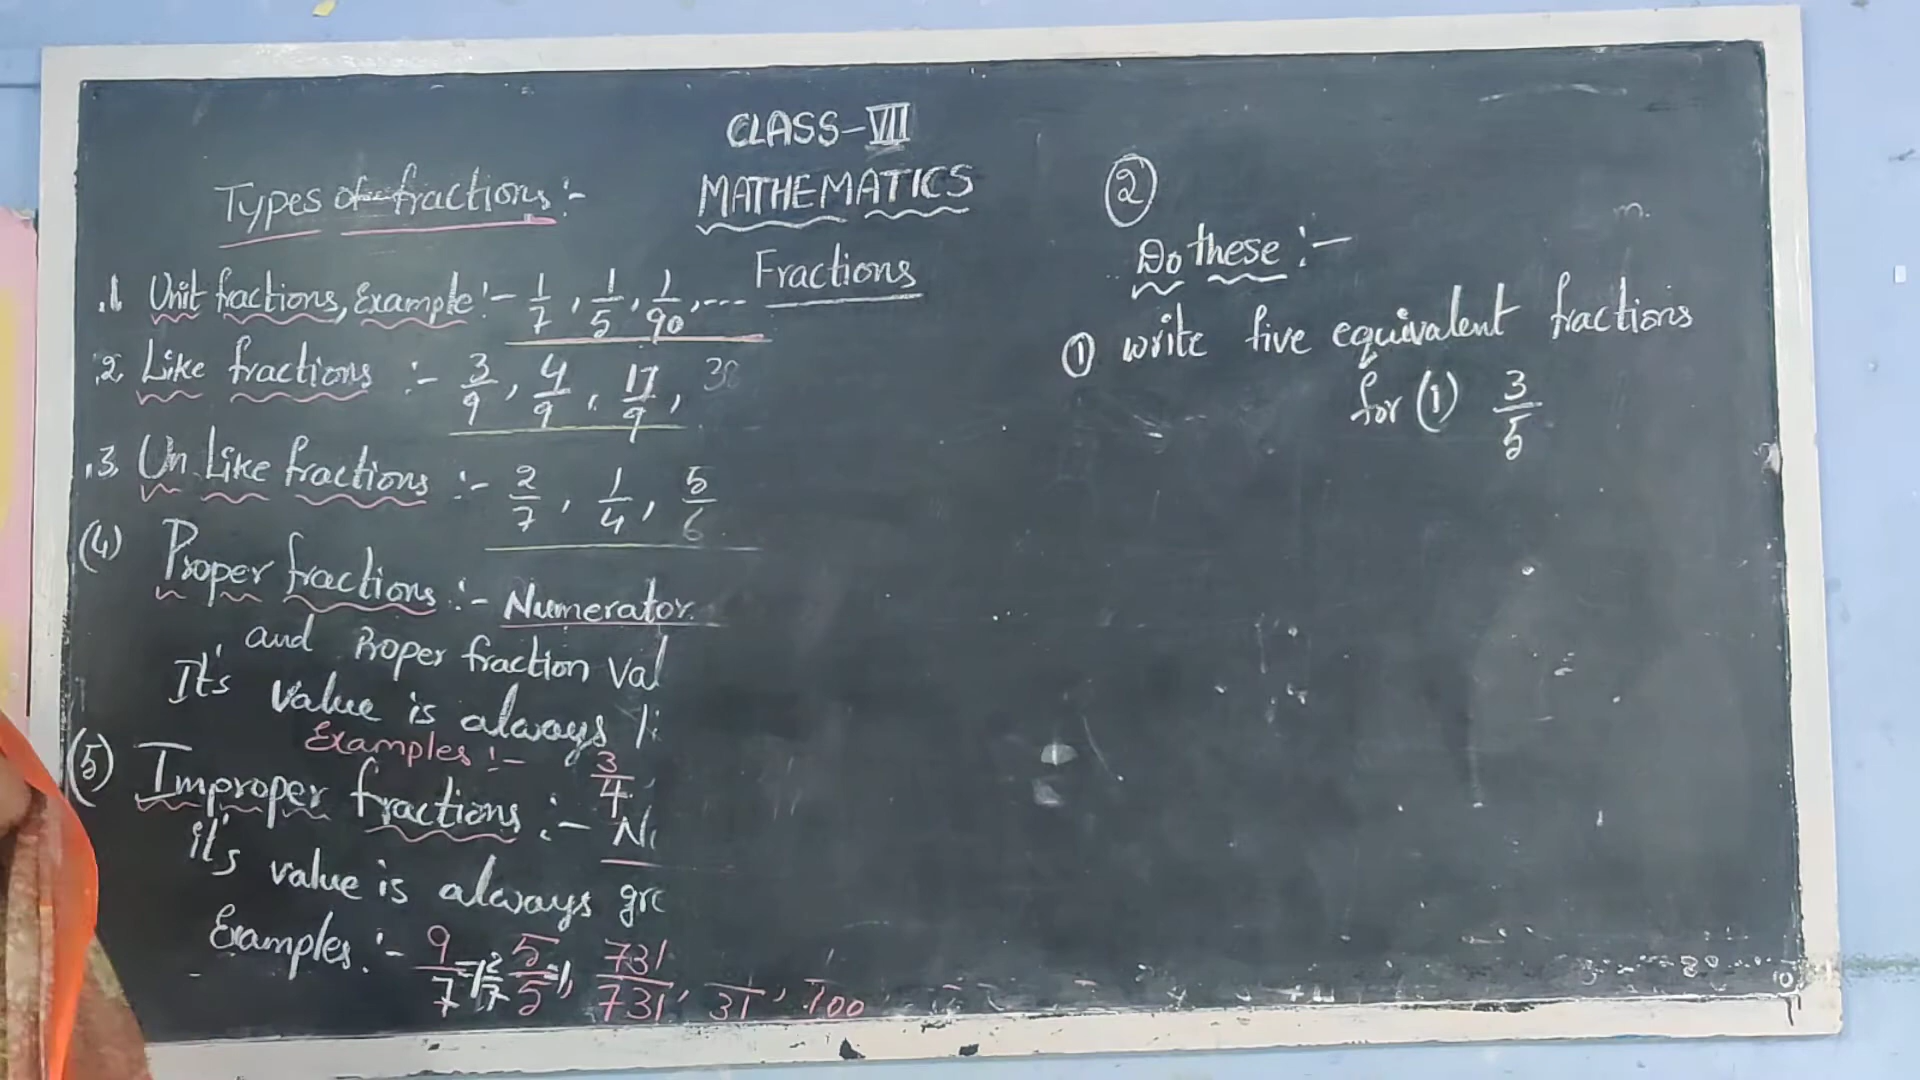 CLASS-VII
MATHEMATICS
Fractions
Types of fractions:-
.1. Unit fractions, Example:- 1/7, 1/5, 1/90, ...
.2. Like fractions :- 3/9, 4/9, 17/9,
.3. Un Like fractions :- 2/7, 1/4, 5/6
(4) Proper fractions:- Numerator
and Proper fraction val
It's value is always
Examples:- 3/4
(5) Improper fractions:-
it's value is always gre
Examples:- 9/7=1 2/7 5/5=1, 731/731, /31, /100
②
Do these:-
① write five equivalent fractions
for (1) 3/5